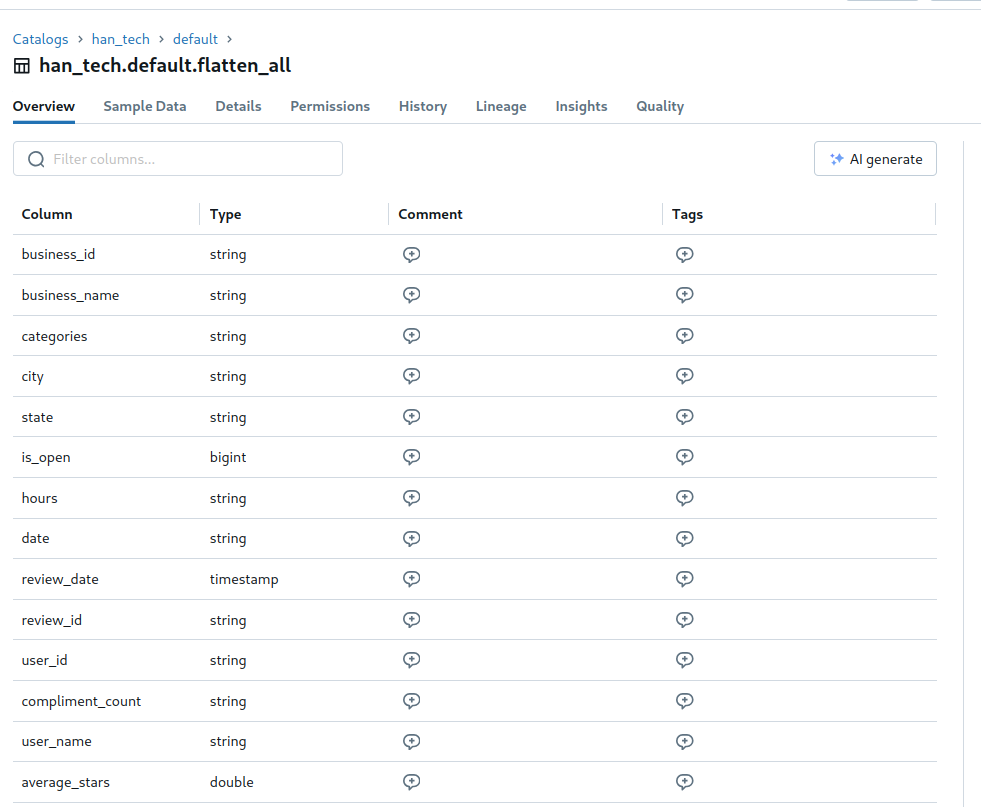 Catalogs > han_tech > default >
han_tech.default.flatten_all
Overview Sample Data Details Permissions History Lineage Insights Quality
Filter columns... AI generate
Column Type Comment Tags
business_id string
business_name string
categories string
city string
state string
is_open bigint
hours string
date string
review_date timestamp
review_id string
user_id string
compliment_count string
user_name string
average_stars double